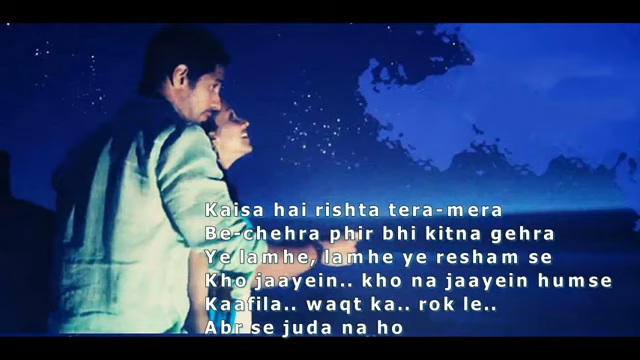 Kaisa hai rishta tera-mera
Be-chehra phir bhi kitna gehra
Ye lamhe, lamhe ye resham se
Kho jaayein.. kho na jaayein humse
Kaafila.. waqt ka.. rok le..
Abr se juda na ho